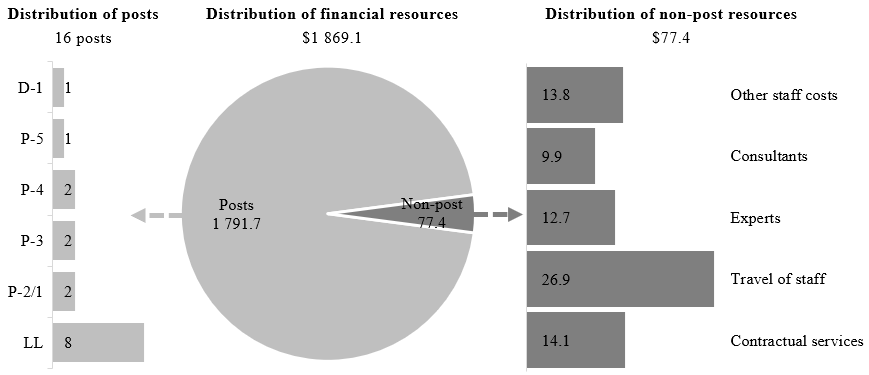 Distribution of posts
16 posts
D-1
1
P-5
1
P-4
2
P-3
2
P-2/1
2
LL
8
Distribution of financial resources
$1 869.1
Posts
1 791.7
Non-post
77.4
Distribution of non-post resources
$77.4
13.8
Other staff costs
9.9
Consultants
12.7
Experts
26.9
Travel of staff
14.1
Contractual services